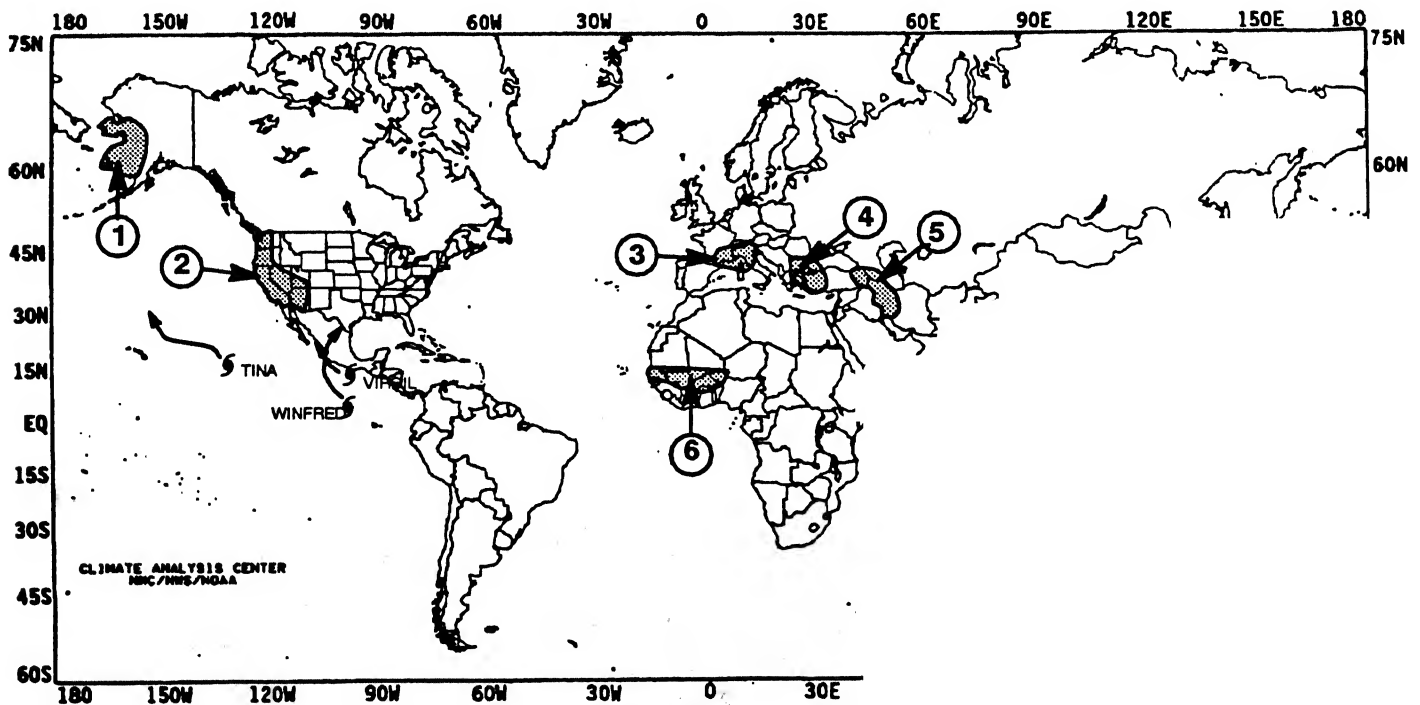 180 150W 120W 90W 60W 30W 0 30E 60E 90E 120E 150E 180
75N 75N
60N 60N
1
4
5
45N
3
2
30N
15N
TINA
VIRGIL
WINFRED
EQ
6
15S
30S
CLIMATE ANALYSIS CENTER
NMC/NWS/NOAA
45S
60S
180 150W 120W 90W 60W 30W 0 30E